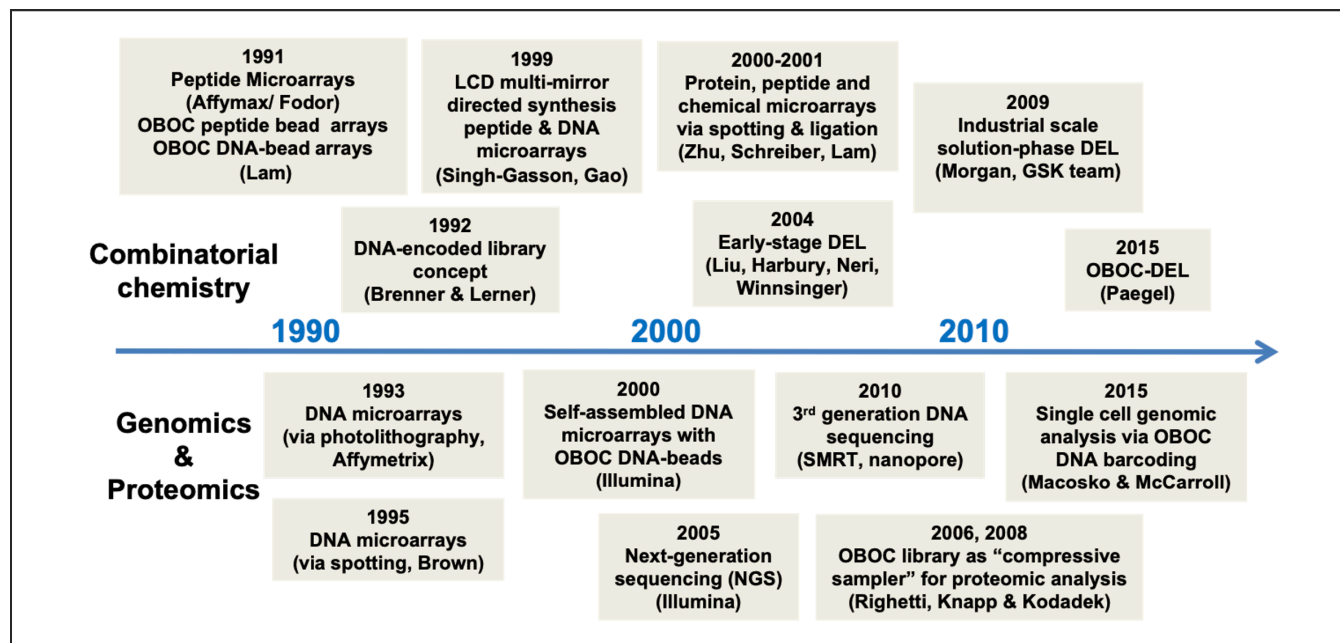 1991
Peptide Microarrays
(Affymax/ Fodor)
OBOC peptide bead arrays
OBOC DNA-bead arrays
(Lam)
1999
LCD multi-mirror
directed synthesis
peptide & DNA
microarrays
(Singh-Gasson, Gao)
2000-2001
Protein, peptide and
chemical microarrays
via spotting & ligation
(Zhu, Schreiber, Lam)
2009
Industrial scale
solution-phase DEL
(Morgan, GSK team)
Combinatorial
chemistry
1992
DNA-encoded library
concept
(Brenner & Lerner)
2004
Early-stage DEL
(Liu, Harbury, Neri,
Winnsinger)
2015
OBOC-DEL
(Paegel)
1990
2000
2010
Genomics
&
Proteomics
1993
DNA microarrays
(via photolithography,
Affymetrix)
2000
Self-assembled DNA
microarrays with
OBOC DNA-beads
(Illumina)
2010
3rd generation DNA
sequencing
(SMRT, nanopore)
2015
Single cell genomic
analysis via OBOC
DNA barcoding
(Macosko & McCarroll)
1995
DNA microarrays
(via spotting, Brown)
2005
Next-generation
sequencing (NGS)
(Illumina)
2006, 2008
OBOC library as “compressive
sampler” for proteomic analysis
(Righetti, Knapp & Kodadek)